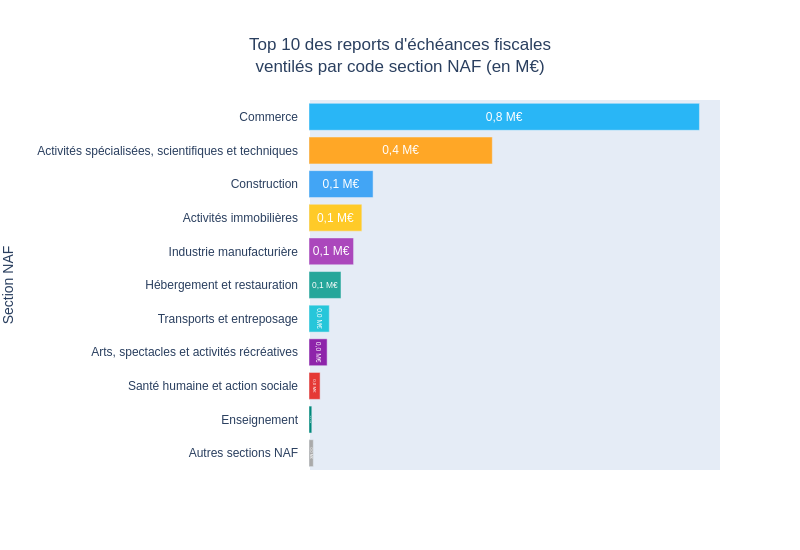 Top 10 des reports d'échéances fiscales
ventilés par code section NAF (en M€)
Section NAF
Commerce 0,8 M€
Activités spécialisées, scientifiques et techniques 0,4 M€
Construction 0,1 M€
Activités immobilières 0,1 M€
Industrie manufacturière 0,1 M€
Hébergement et restauration 0,1 M€
Transports et entreposage 0,0 M€
Arts, spectacles et activités récréatives 0,0 M€
Santé humaine et action sociale 0,0 M€
Enseignement
Autres sections NAF